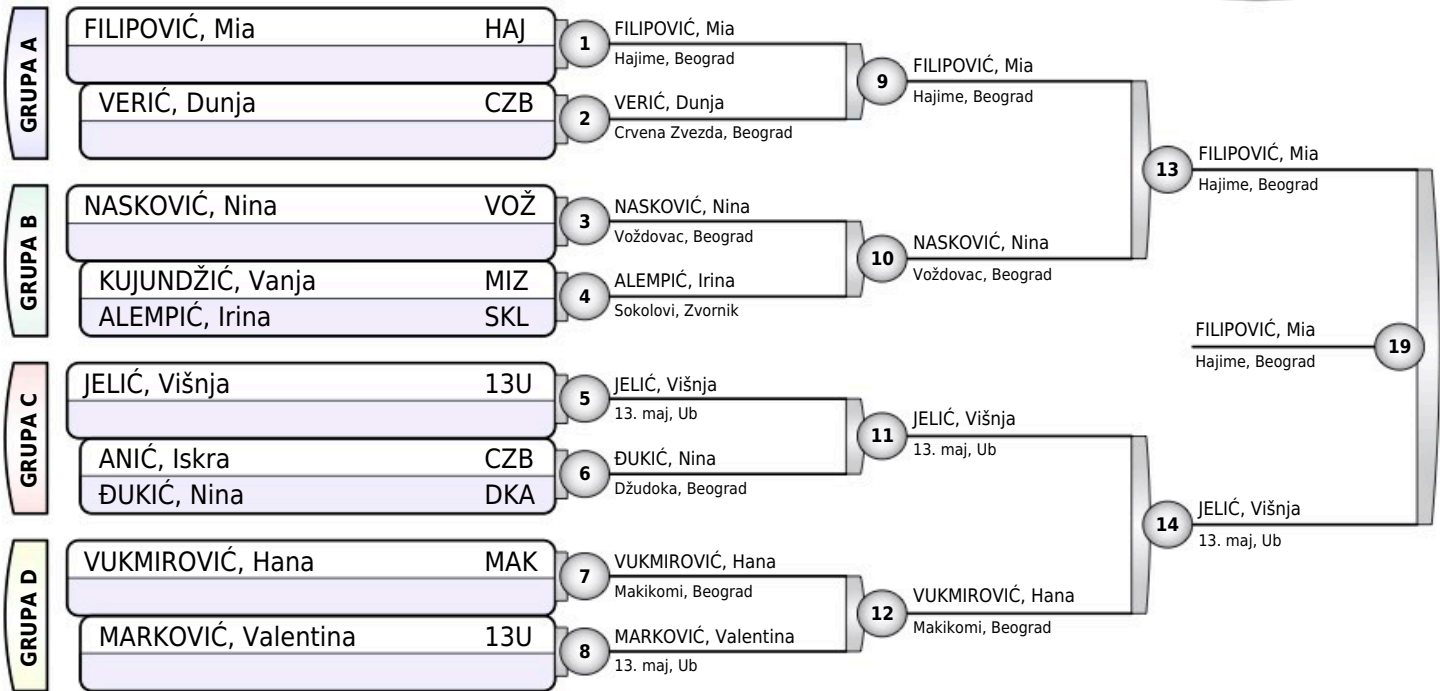 GRUPA A
FILIPOVIĆ, Mia HAJ
VERIĆ, Dunja CZB
GRUPA B
NASKOVIĆ, Nina VOŽ
KUJUNDŽIĆ, Vanja MIZ
ALEMPIĆ, Irina SKL
GRUPA C
JELIĆ, Višnja 13U
ANIĆ, Iskra CZB
ĐUKIĆ, Nina DKA
GRUPA D
VUKMIROVIĆ, Hana MAK
MARKOVIĆ, Valentina 13U
1
FILIPOVIĆ, Mia
Hajime, Beograd
2
VERIĆ, Dunja
Crvena Zvezda, Beograd
3
NASKOVIĆ, Nina
Voždovac, Beograd
4
ALEMPIĆ, Irina
Sokolovi, Zvornik
5
JELIĆ, Višnja
13. maj, Ub
6
ĐUKIĆ, Nina
Džudoka, Beograd
7
VUKMIROVIĆ, Hana
Makikomi, Beograd
8
MARKOVIĆ, Valentina
13. maj, Ub
9
FILIPOVIĆ, Mia
Hajime, Beograd
10
NASKOVIĆ, Nina
Voždovac, Beograd
11
JELIĆ, Višnja
13. maj, Ub
12
VUKMIROVIĆ, Hana
Makikomi, Beograd
13
FILIPOVIĆ, Mia
Hajime, Beograd
14
JELIĆ, Višnja
13. maj, Ub
FILIPOVIĆ, Mia
Hajime, Beograd
19